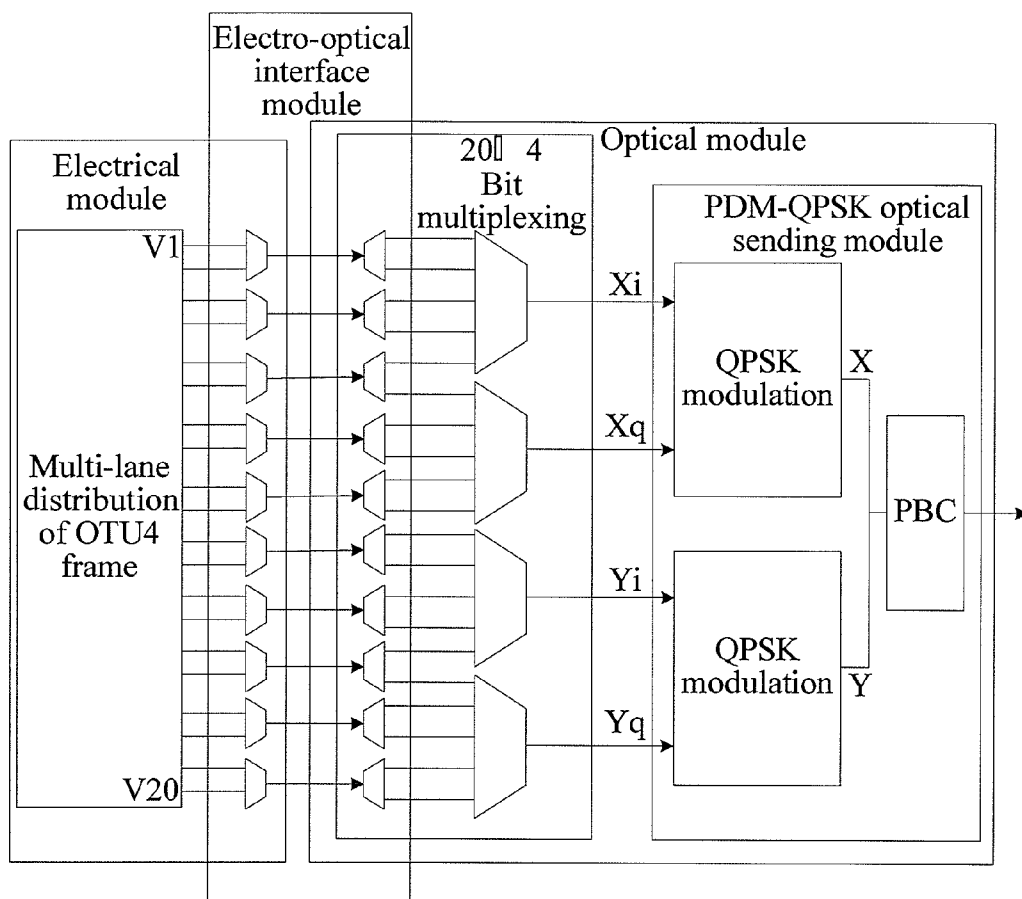 Electro-optical
interface
module
Optical module
Electrical
module
20▯ 4
Bit
multiplexing
PDM-QPSK optical
sending module
V1
Multi-lane
distribution
of OTU4
frame
V20
Xi
Xq
Yi
Yq
QPSK
modulation
X
QPSK
modulation
Y
PBC